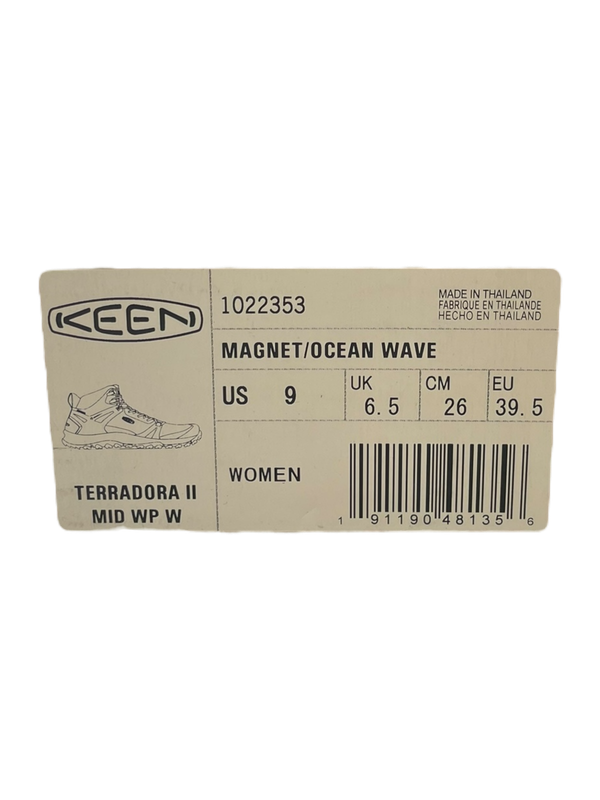 KEEN
1022353
MADE IN THAILAND
FABRIQUE EN THAILANDE
HECHO EN THAILAND
MAGNET/OCEAN WAVE
US 9
UK 6.5
CM 26
EU 39.5
TERRADORA II
MID WP W
WOMEN
1 91190 48135 6